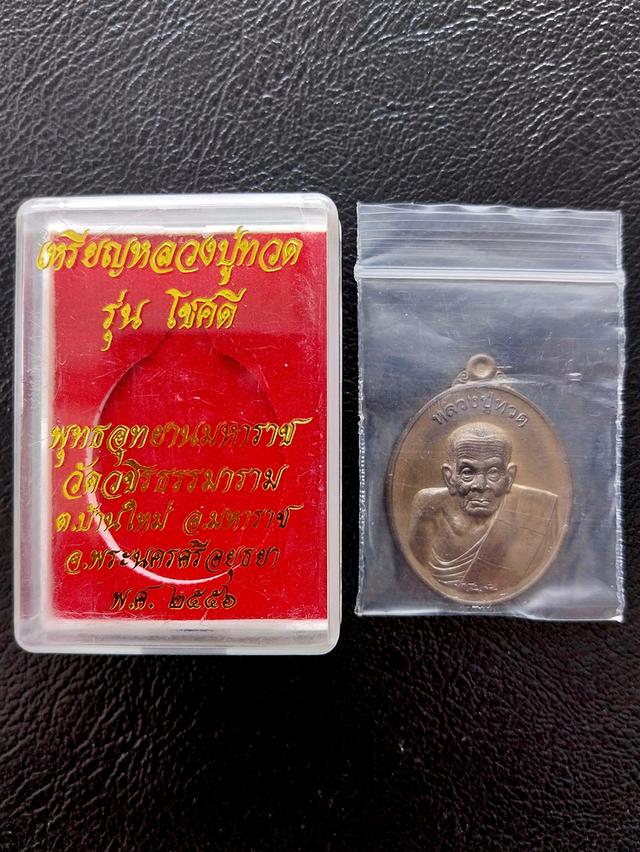 เหรียญหลวงปู่ทวด
รุ่น โชคดี
พุทธอุทยานมหาราช
วัดวชิรธรรมาราม
ต.บ้านใหม่ อ.มหาราช
จ.พระนครศรีอยุธยา
พ.ศ. ๒๕๕๖
หลวงปู่ทวด